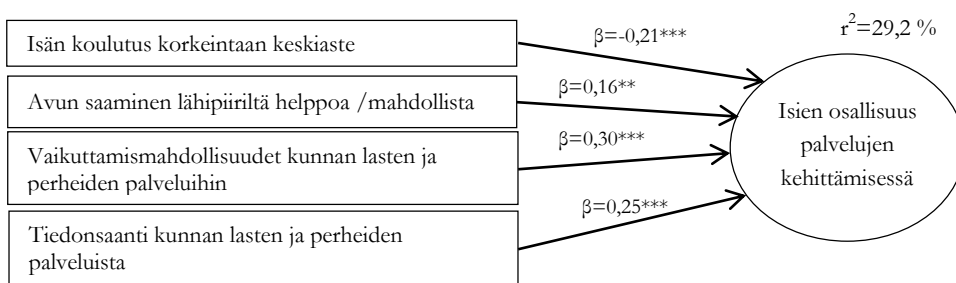 Isän koulutus korkeintaan keskiaste
β=-0,21***
r²=29,2 %
Avun saaminen lähipiiriltä helppoa /mahdollista
β=0,16**
Vaikuttamismahdollisuudet kunnan lasten ja
perheiden palveluihin
β=0,30***
Tiedonsaanti kunnan lasten ja perheiden
palveluista
β=0,25***
Isien osallisuus
palvelujen
kehittämisessä